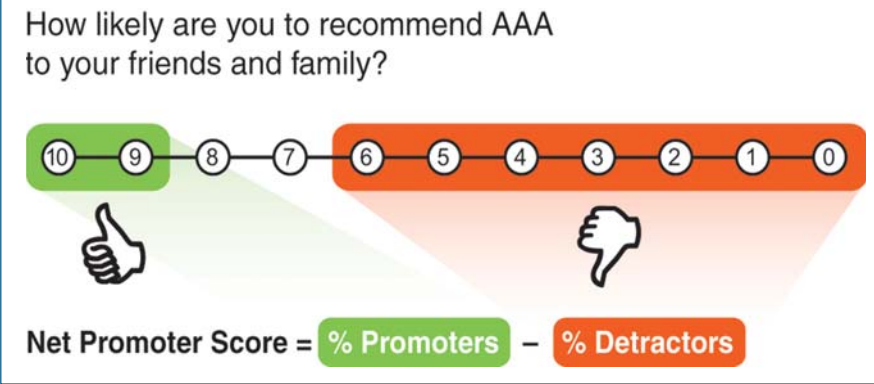 How likely are you to recommend AAA
to your friends and family?
10 9 8 7 6 5 4 3 2 1 0
Net Promoter Score = % Promoters – % Detractors